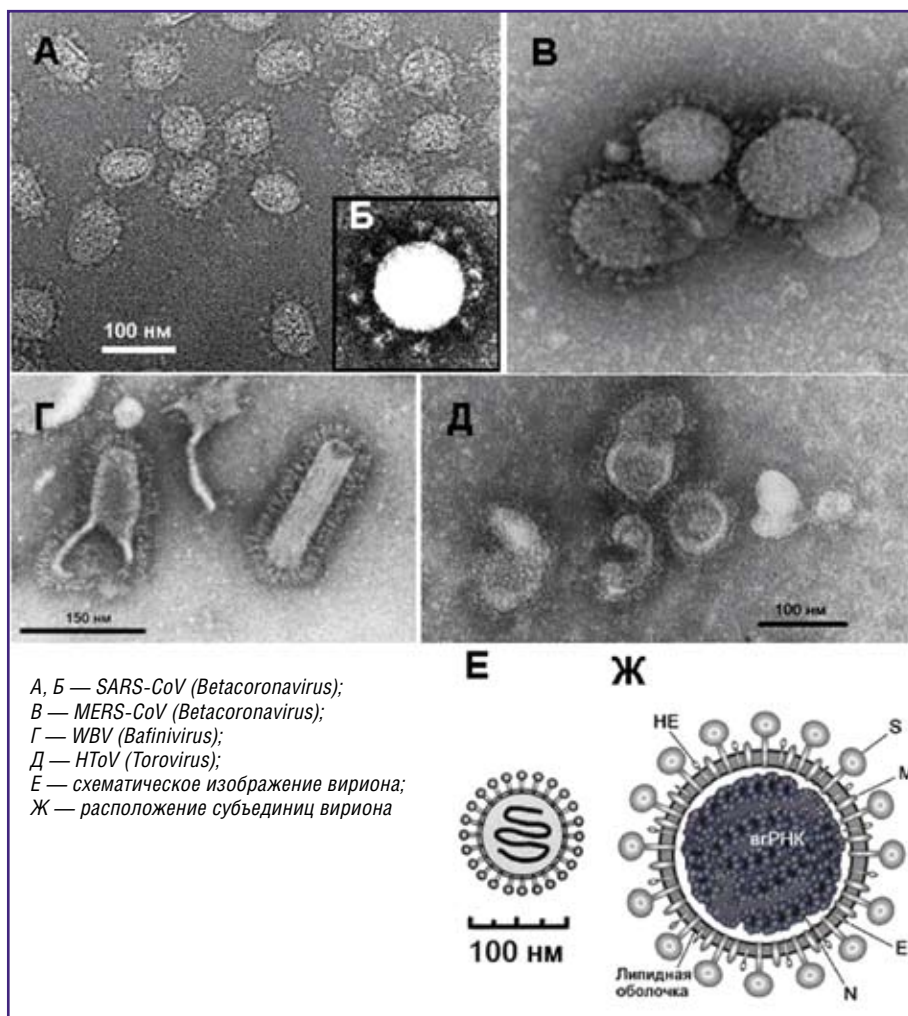 А
Б
100 нм
В
Г
150 нм
Д
100 нм
А, Б — SARS-CoV (Betacoronavirus);
В — MERS-CoV (Betacoronavirus);
Г — WBV (Bafinivirus);
Д — HToV (Torovirus);
Е — схематическое изображение вириона;
Ж — расположение субъединиц вириона
Е
100 нм
Ж
HE
S
M
вгРНК
E
Липидная
оболочка
N